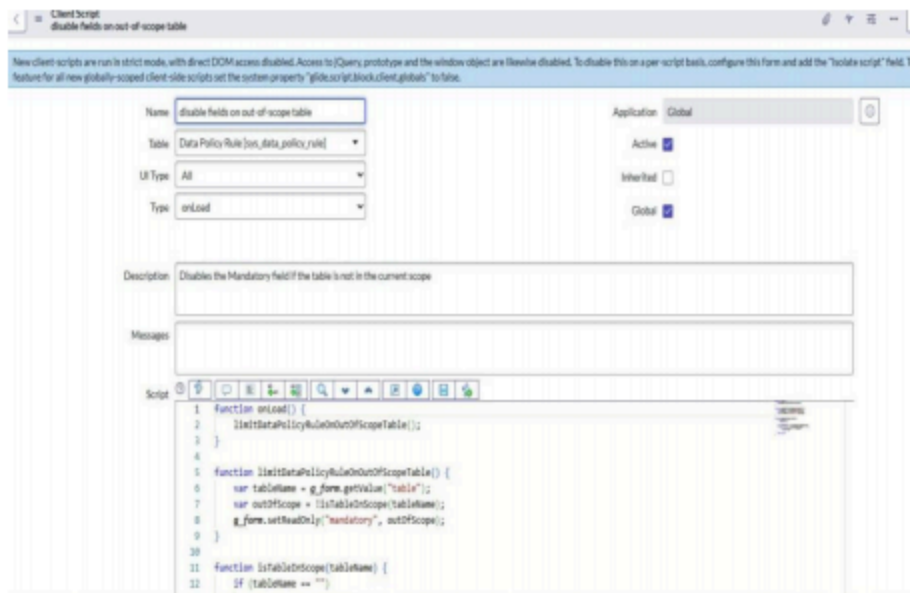 Client Script
disable fields on out-of-scope table
New client-scripts are run in strict mode, with direct DOM access disabled. Access to jQuery, prototype and the window object are likewise disabled. To disable this on a per-script basis, configure this form and add the "Isolate script" field. T
feature for all new globally-scoped client-side scripts set the system property "glide.script.block.client.globals" to false.
Name disable fields on out-of-scope table
Application Global
Table Data Policy Rule [sys_data_policy_rule]
Active
UI Type All
Inherited
Type onLoad
Global
Description Disables the Mandatory field if the table is not in the current scope
Messages
Script
1 function onLoad() {
2 limitDataPolicyRuleOnOutOfScopeTable();
3 }
4
5 function limitDataPolicyRuleOnOutOfScopeTable() {
6 var tableName = g_form.getValue("table");
7 var outOfScope = !isTableInScope(tableName);
8 g_form.setReadOnly("mandatory", outOfScope);
9 }
10
11 function isTableInScope(tableName) {
12 if (tableName == "")